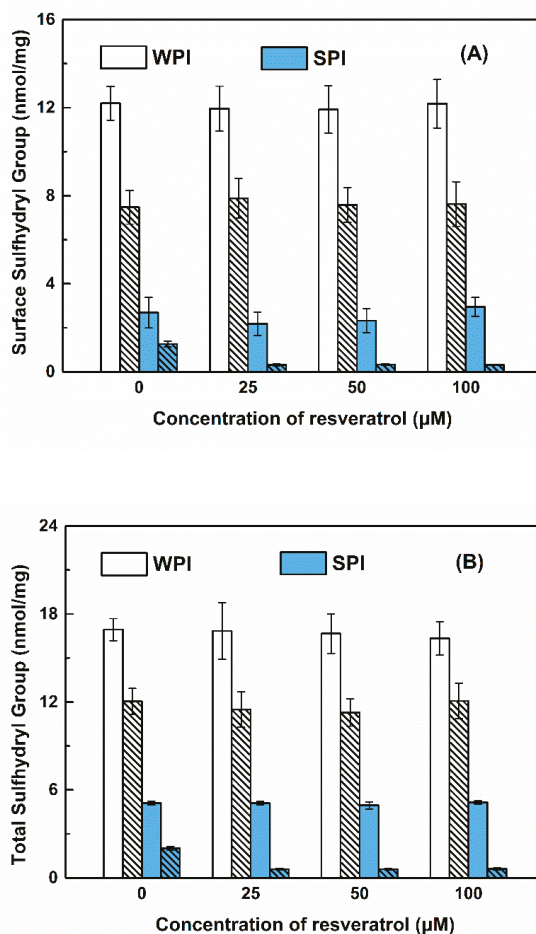 16
12
8
4
0
WPI
SPI
(A)
Surface Sulfhydryl Group (nmol/mg)
0 25 50 100
Concentration of resveratrol (μM)
24
18
12
6
0
WPI
SPI
(B)
Total Sulfhydryl Group (nmol/mg)
0 25 50 100
Concentration of resveratrol (μM)